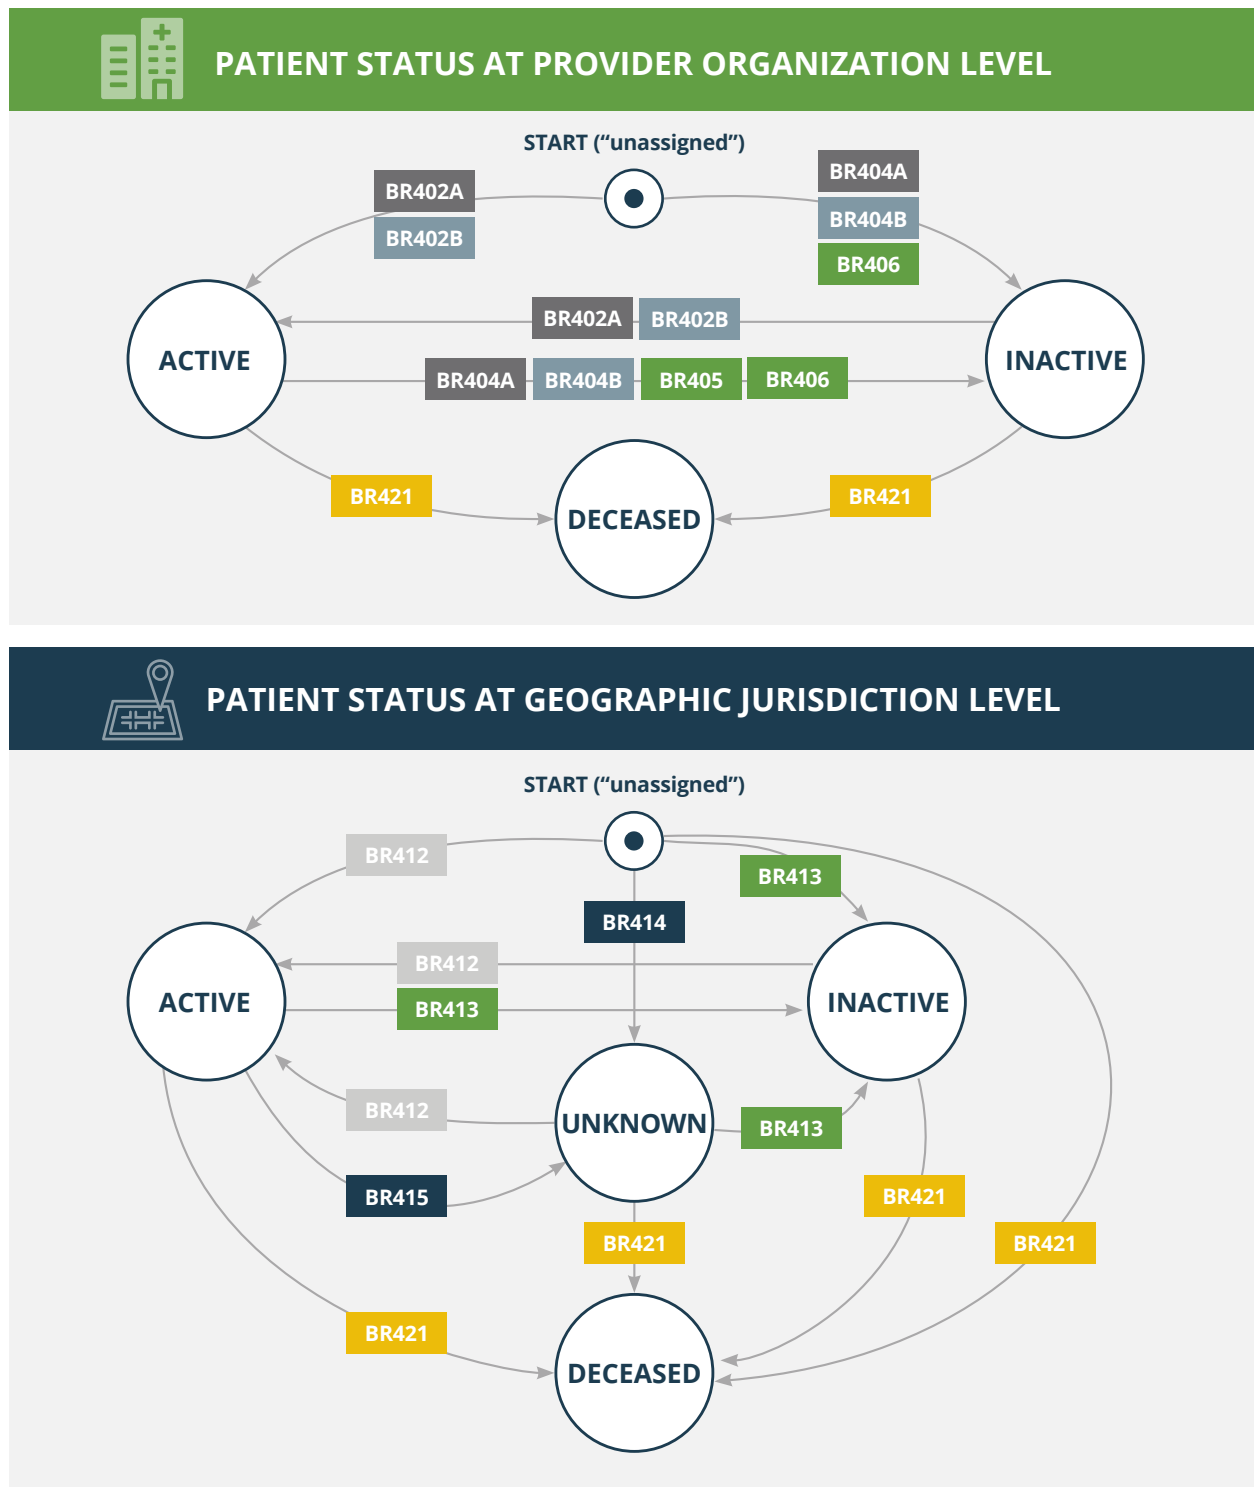 PATIENT STATUS AT PROVIDER ORGANIZATION LEVEL
START (“unassigned”)
BR402A
BR402B
BR404A
BR404B
BR406
BR402A BR402B
ACTIVE
INACTIVE
BR404A BR404B BR405 BR406
BR421
BR421
DECEASED
PATIENT STATUS AT GEOGRAPHIC JURISDICTION LEVEL
START (“unassigned”)
BR412
BR413
BR414
BR412
ACTIVE
INACTIVE
BR413
BR412
UNKNOWN
BR413
BR415
BR421
BR421
BR421
BR421
DECEASED